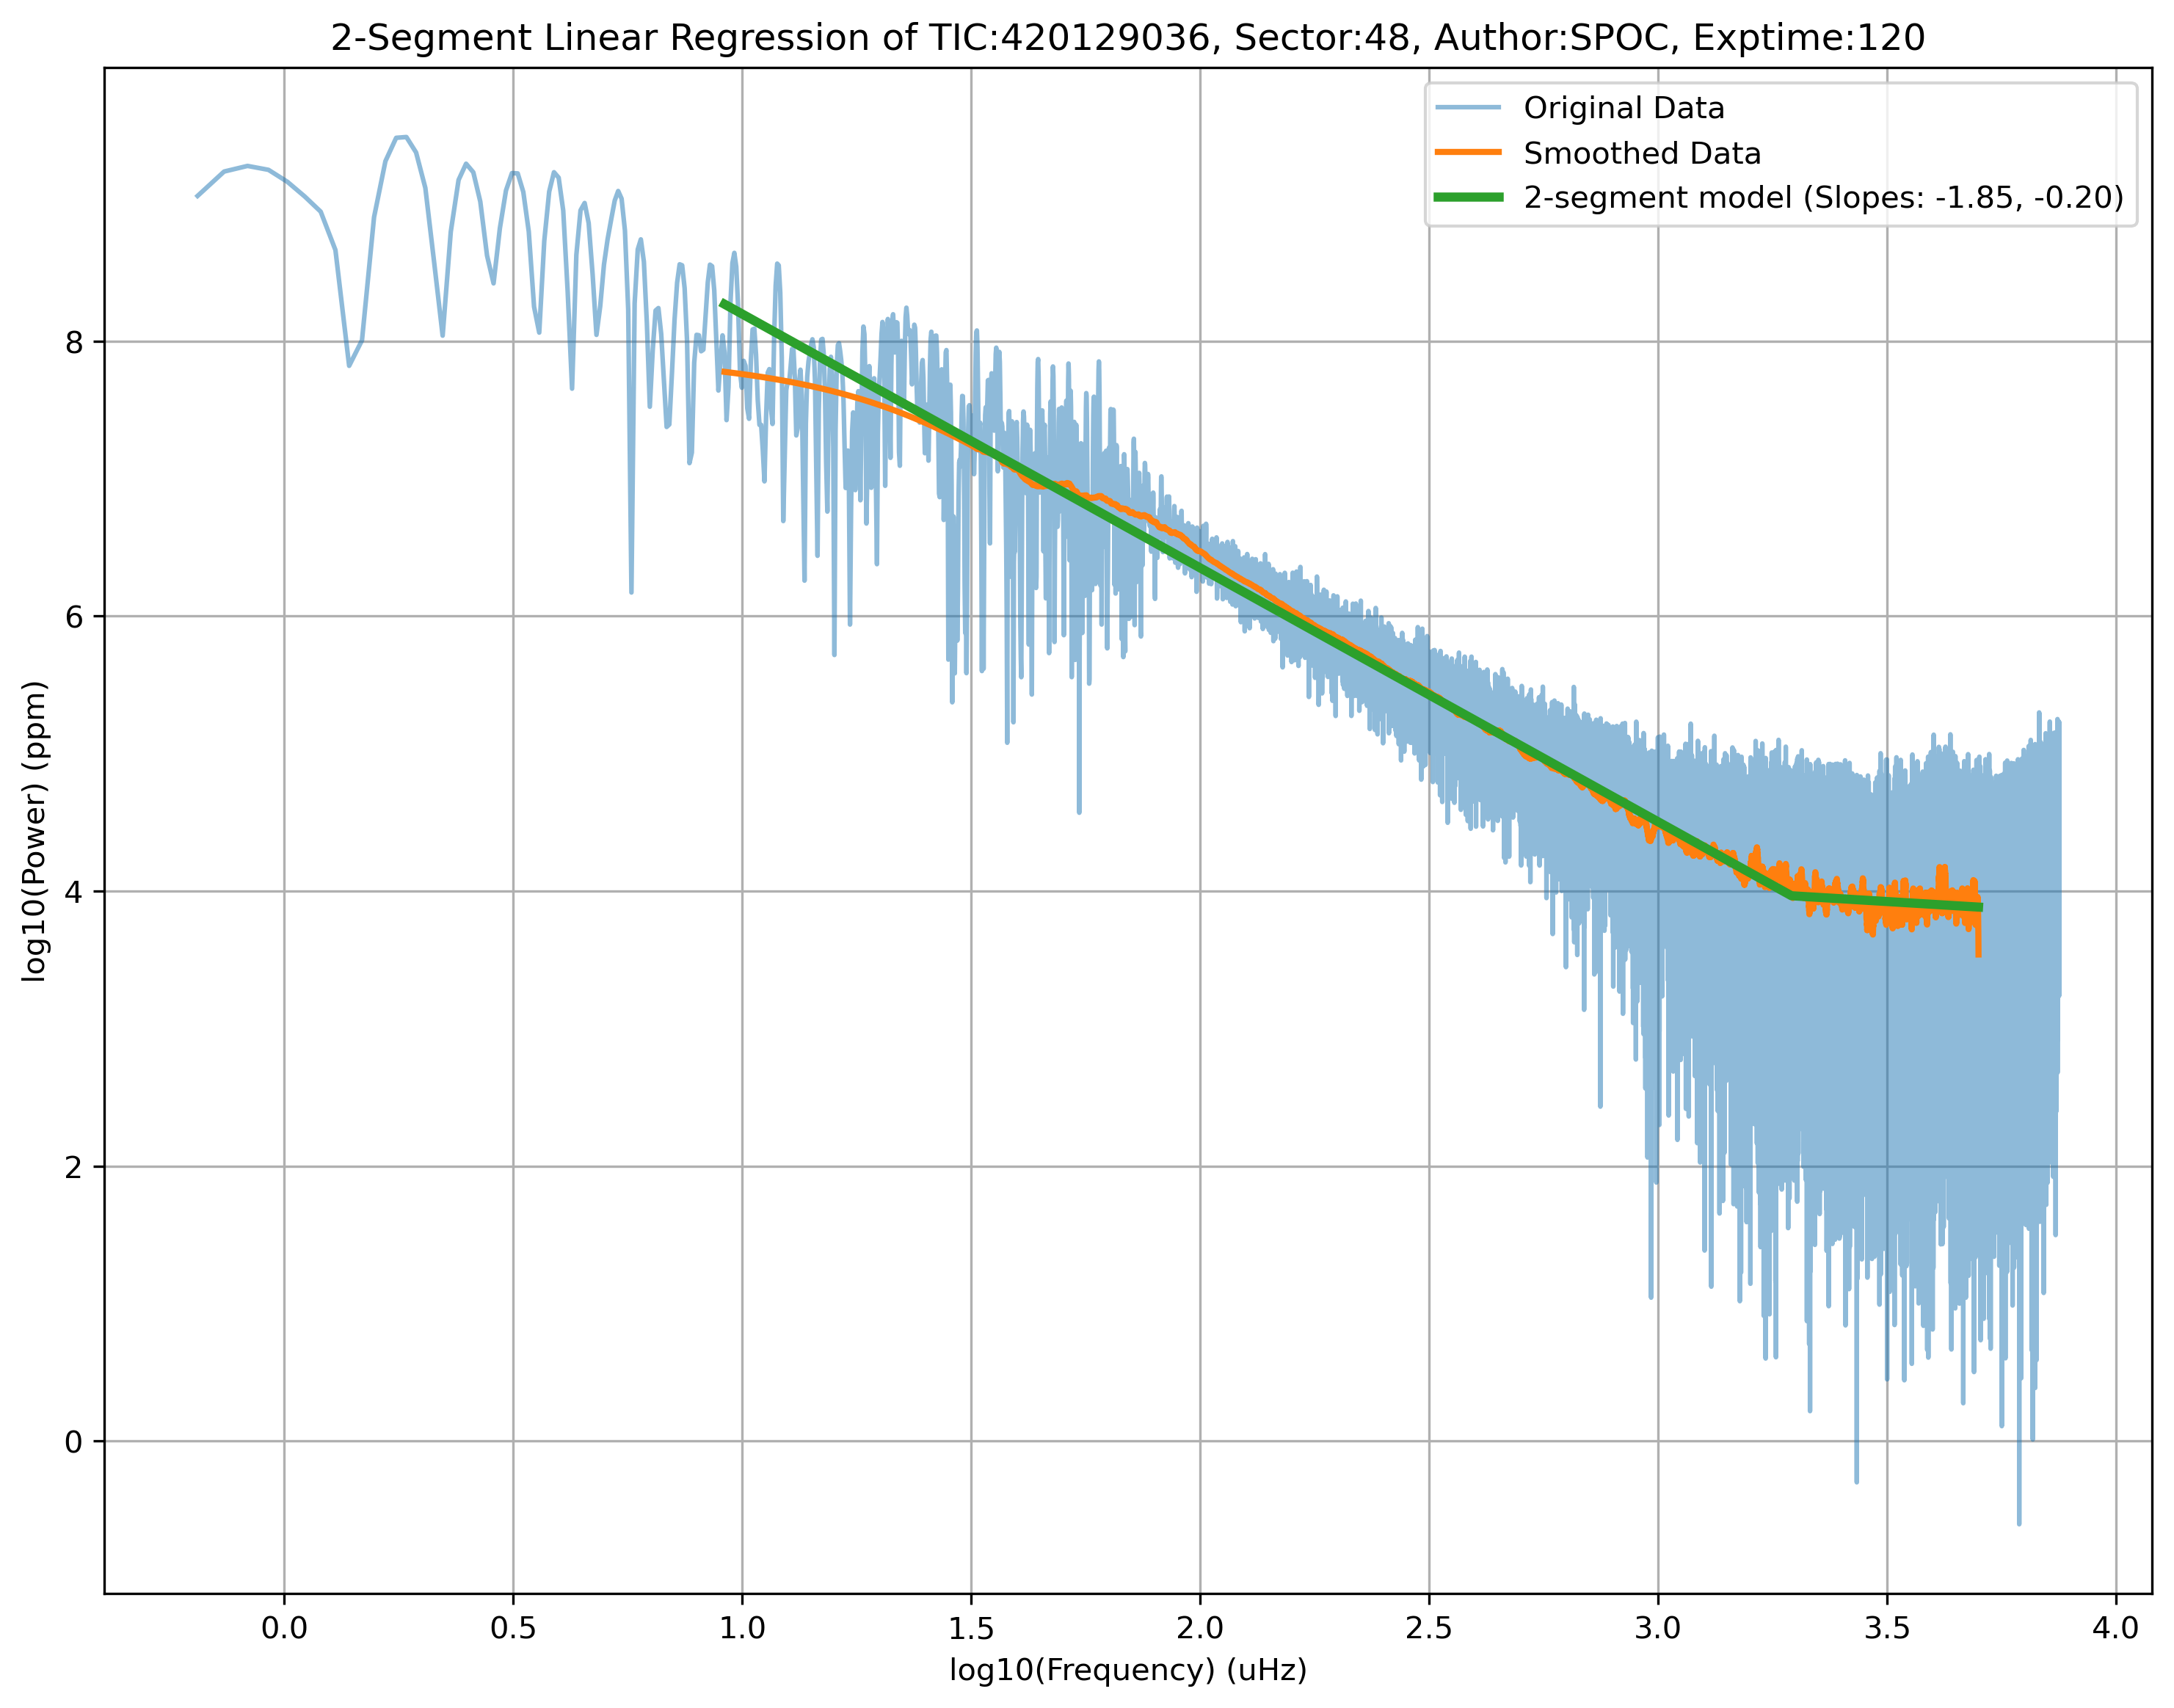 2-Segment Linear Regression of TIC:420129036, Sector:48, Author:SPOC, Exptime:120
Original Data
Smoothed Data
2-segment model (Slopes: -1.85, -0.20)
log10(Power) (ppm)
8
6
4
2
0
0.0 0.5 1.0 1.5 2.0 2.5 3.0 3.5 4.0
log10(Frequency) (uHz)